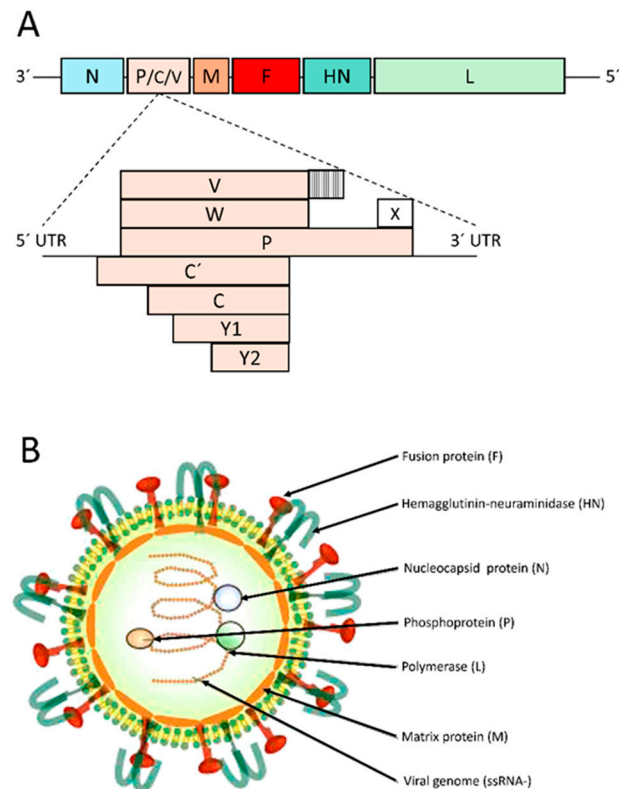 A
3´ N P/C/V M F HN L 5´
V
W X
5´ UTR P 3´ UTR
C´
C
Y1
Y2
B
Fusion protein (F)
Hemagglutinin-neuraminidase (HN)
Nucleocapsid protein (N)
Phosphoprotein (P)
Polymerase (L)
Matrix protein (M)
Viral genome (ssRNA-)